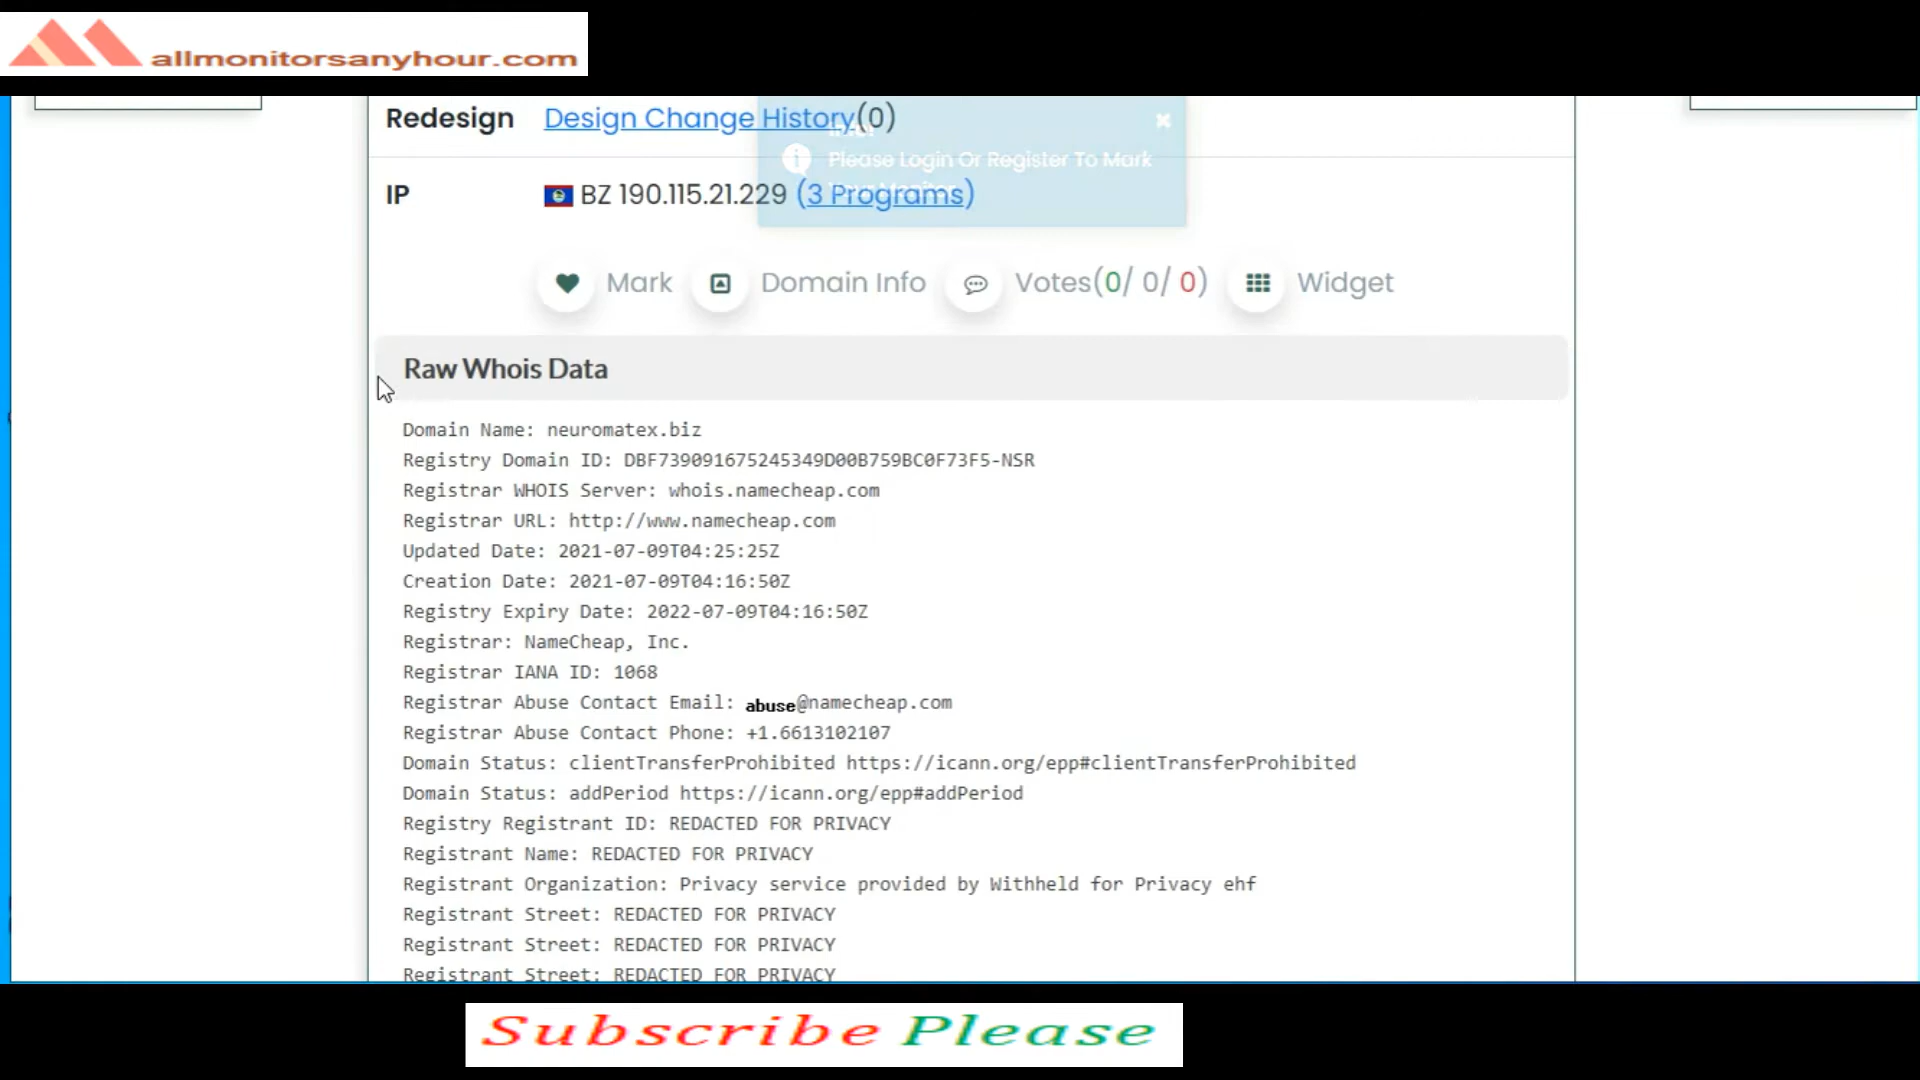 allmonitorsanyhour.com
Redesign Design Change History(0)
Please Login Or Register To Mark
IP BZ 190.115.21.229 (3 Programs)
Mark Domain Info Votes(0/ 0/ 0) Widget
Raw Whois Data
Domain Name: neuromatex.biz
Registry Domain ID: DBF739091675245349D00B759BC0F73F5-NSR
Registrar WHOIS Server: whois.namecheap.com
Registrar URL: http://www.namecheap.com
Updated Date: 2021-07-09T04:25:25Z
Creation Date: 2021-07-09T04:16:50Z
Registry Expiry Date: 2022-07-09T04:16:50Z
Registrar: NameCheap, Inc.
Registrar IANA ID: 1068
Registrar Abuse Contact Email: abuse@namecheap.com
Registrar Abuse Contact Phone: +1.6613102107
Domain Status: clientTransferProhibited https://icann.org/epp#clientTransferProhibited
Domain Status: addPeriod https://icann.org/epp#addPeriod
Registry Registrant ID: REDACTED FOR PRIVACY
Registrant Name: REDACTED FOR PRIVACY
Registrant Organization: Privacy service provided by Withheld for Privacy ehf
Registrant Street: REDACTED FOR PRIVACY
Registrant Street: REDACTED FOR PRIVACY
Registrant Street: REDACTED FOR PRIVACY
Subscribe Please